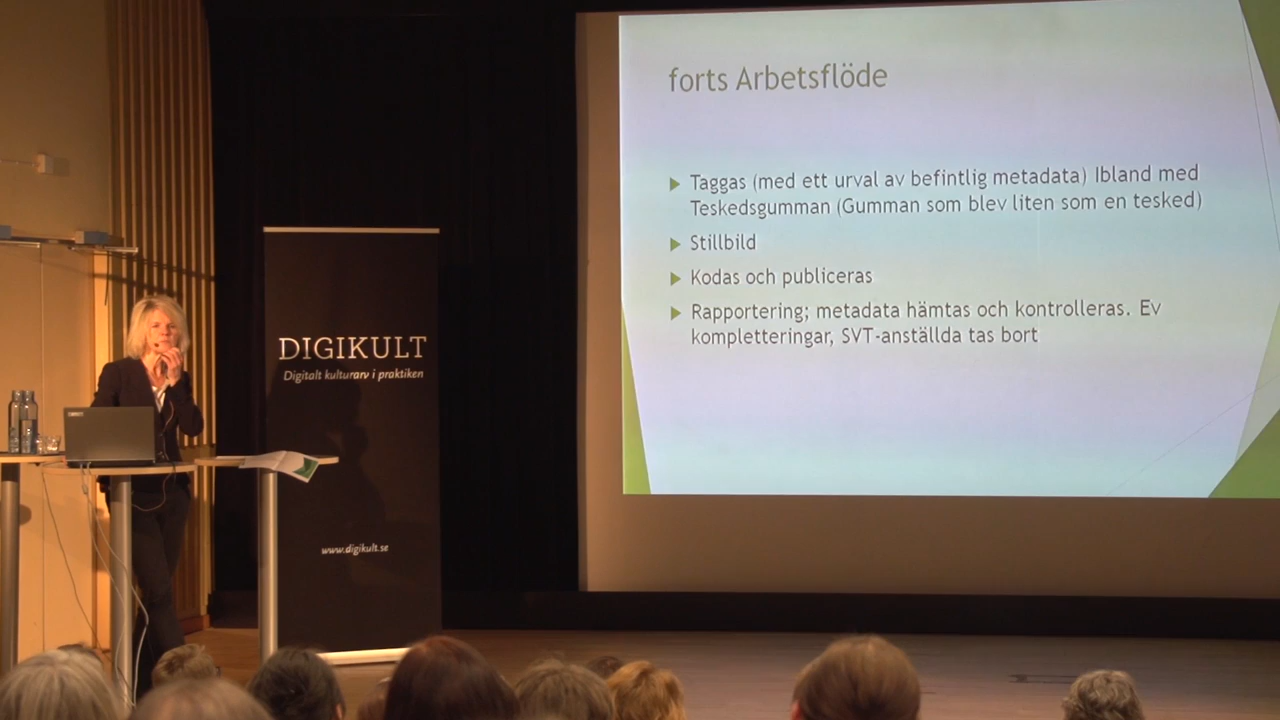 forts Arbetsflöde
Taggas (med ett urval av befintlig metadata) Ibland med
Teskedsgumman (Gumman som blev liten som en tesked)
Stillbild
Kodas och publiceras
Rapportering; metadata hämtas och kontrolleras. Ev
kompletteringar, SVT-anställda tas bort
DIGIKULT
Digitalt kulturarv i praktiken
www.digikult.se